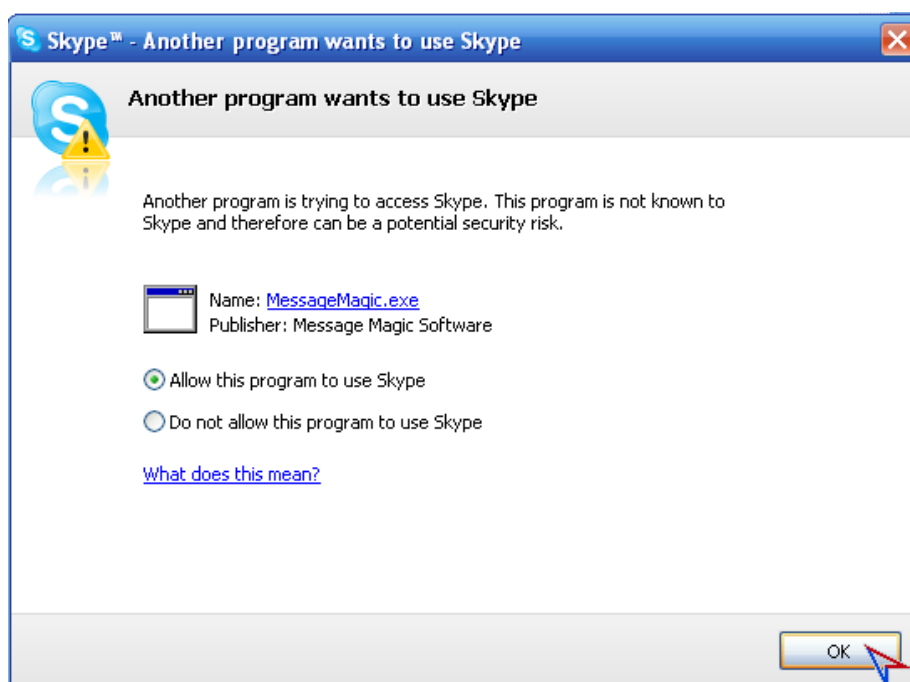 Skype™ - Another program wants to use Skype
Another program wants to use Skype
Another program is trying to access Skype. This program is not known to
Skype and therefore can be a potential security risk.
Name: MessageMagic.exe
Publisher: Message Magic Software
Allow this program to use Skype
Do not allow this program to use Skype
What does this mean?
OK